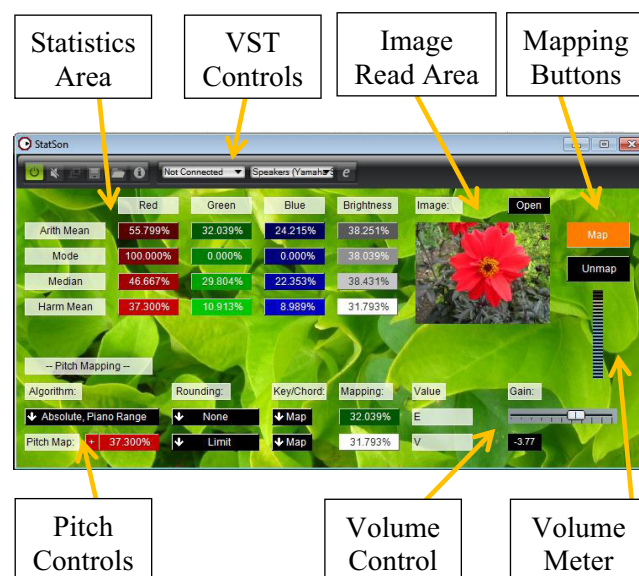 Statistics
Area
VST
Controls
Image
Read Area
Mapping
Buttons
StatSon
Not Connected
Speakers (Yamaha
e
Red Green Blue Brightness Image: Open
Arith Mean 55.799% 32.039% 24.215% 38.251%
Map
Mode 100.000% 0.000% 0.000% 38.039%
Unmap
Median 46.667% 29.804% 22.353% 38.431%
Harm Mean 37.300% 10.913% 8.989% 31.793%
-- Pitch Mapping --
Algorithm: Rounding: Key/Chord: Mapping: Value Gain:
Absolute, Piano Range None Map 32.039% E
Pitch Map: + 37.300% Limit Map 31.793% V -3.77
Pitch
Controls
Volume
Control
Volume
Meter